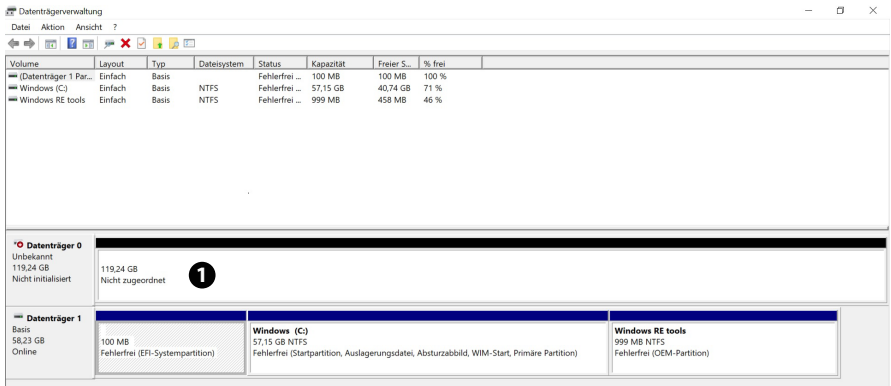 Datenträgerverwaltung
Datei Aktion Ansicht ?
Volume Layout Typ Dateisystem Status Kapazität Freier S... % frei
(Datenträger 1 Par... Einfach Basis Fehlerfrei ... 100 MB 100 MB 100 %
Windows (C:) Einfach Basis NTFS Fehlerfrei ... 57,15 GB 40,74 GB 71 %
Windows RE tools Einfach Basis NTFS Fehlerfrei ... 999 MB 458 MB 46 %
Datenträger 0
Unbekannt
119,24 GB
Nicht initialisiert
119,24 GB
Nicht zugeordnet
1
Datenträger 1
Basis
58,23 GB
Online
100 MB
Fehlerfrei (EFI-Systempartition)
Windows (C:)
57,15 GB NTFS
Fehlerfrei (Startpartition, Auslagerungsdatei, Absturzabbild, WIM-Start, Primäre Partition)
Windows RE tools
999 MB NTFS
Fehlerfrei (OEM-Partition)